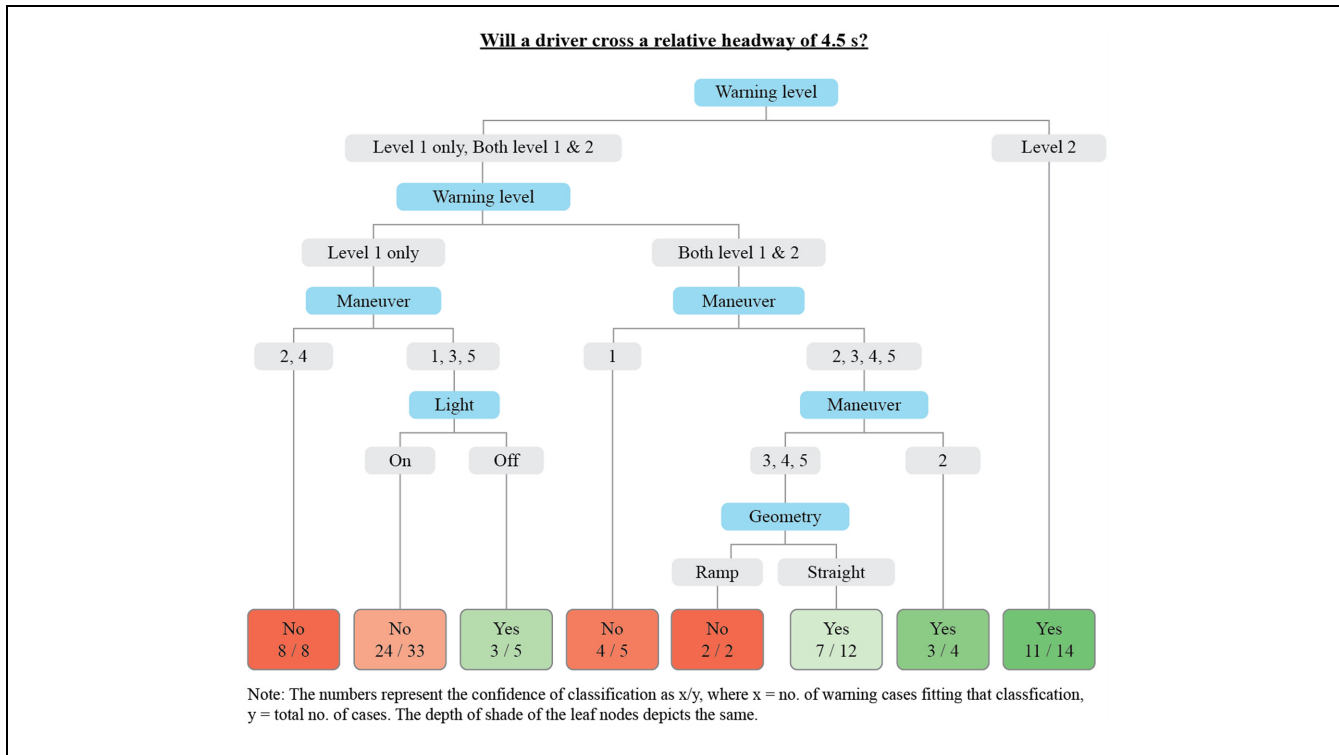 Will a driver cross a relative headway of 4.5 s?
Warning level
Level 1 only, Both level 1 & 2
Level 2
Warning level
Level 1 only
Both level 1 & 2
Maneuver
Maneuver
2, 4
1, 3, 5
1
2, 3, 4, 5
Light
Maneuver
On
Off
3, 4, 5
2
Geometry
Ramp
Straight
No
8 / 8
No
24 / 33
Yes
3 / 5
No
4 / 5
No
2 / 2
Yes
7 / 12
Yes
3 / 4
Yes
11 / 14
Note: The numbers represent the confidence of classification as x/y, where x = no. of warning cases fitting that classfication,
y = total no. of cases. The depth of shade of the leaf nodes depicts the same.